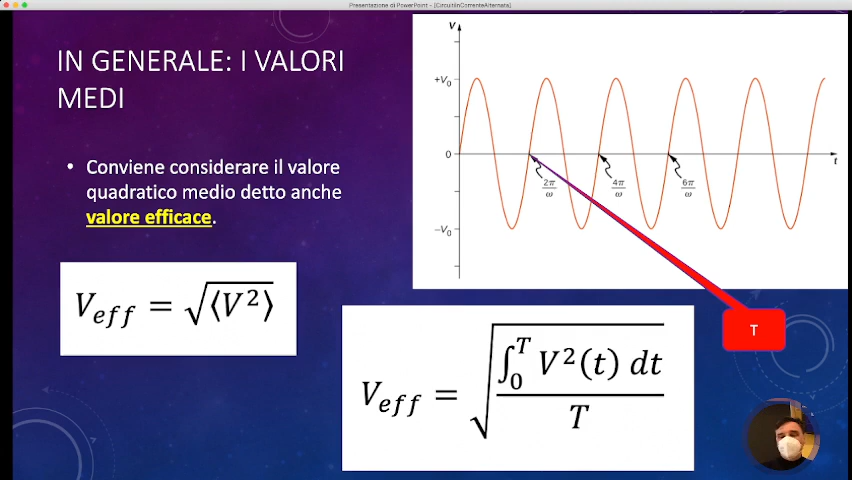 Presentazione di PowerPoint - [CircuitiInCorrenteAlternata]
IN GENERALE: I VALORI
MEDI
• Conviene considerare il valore
quadratico medio detto anche
valore efficace.
V_eff = √⟨V²⟩
V_eff = √(∫₀ᵀ V²(t) dt / T)
V
+V₀
0
−V₀
2π/ω
4π/ω
6π/ω
t
T